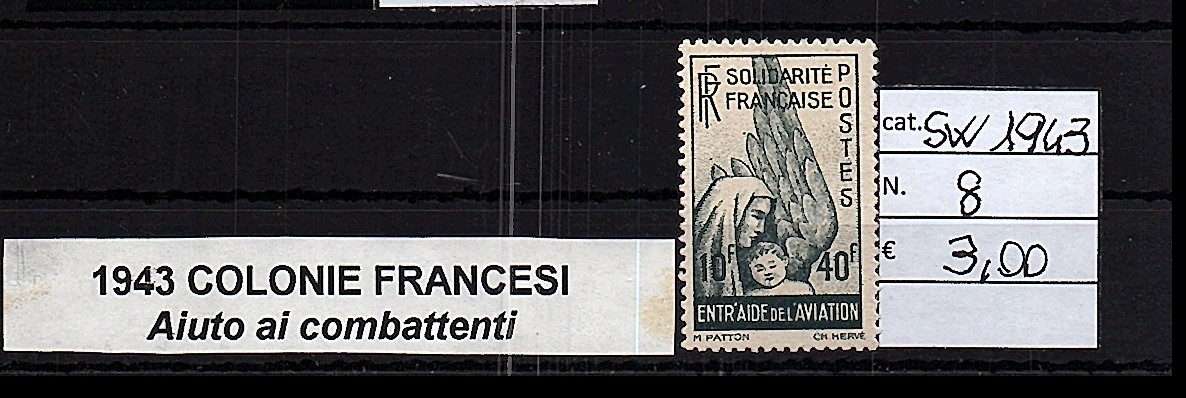 1943 COLONIE FRANCESI
Aiuto ai combattenti
RF
SOLIDARITÉ
FRANÇAISE
POSTES
10F 40F
ENTR'AIDE DE L'AVIATION
M PATTON CH HERVÉ
cat. SW 1943
N. 8
€ 3,00